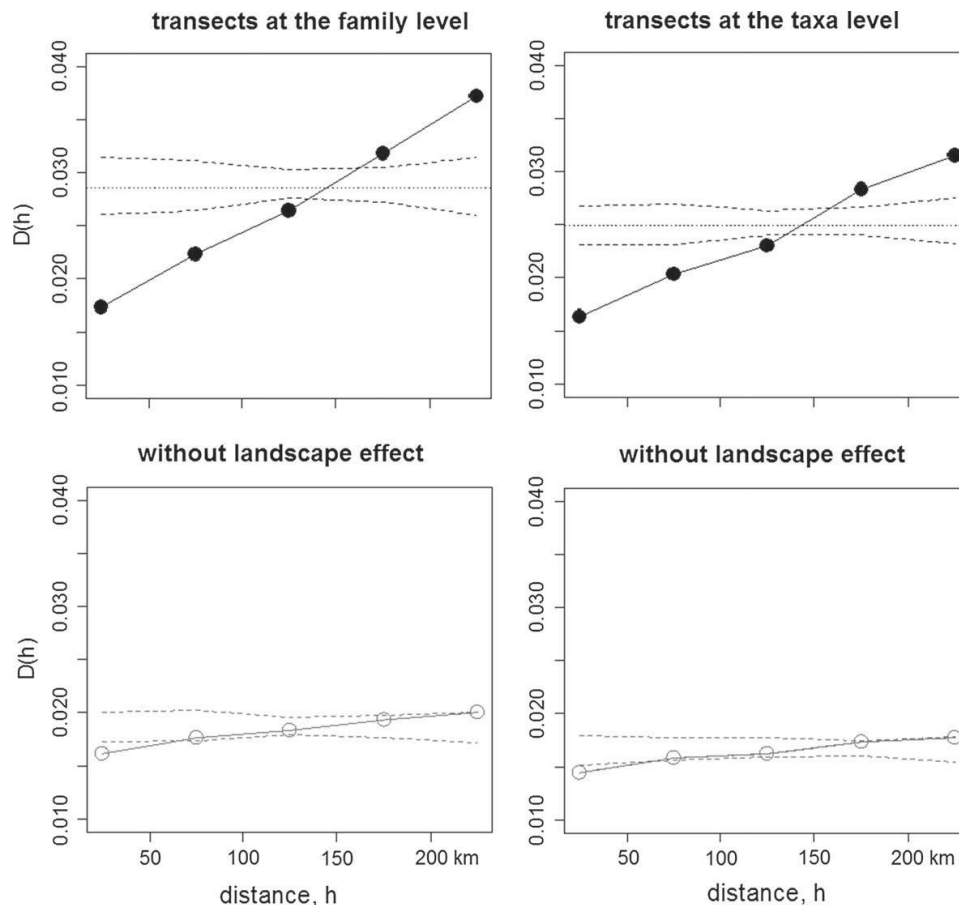 transects at the family level
transects at the taxa level
0.040
0.030
0.020
0.010
D(h)
0.040
0.030
0.020
0.010
without landscape effect
without landscape effect
0.040
0.030
0.020
0.010
D(h)
50
100
150
200 km
distance, h
0.040
0.030
0.020
0.010
50
100
150
200 km
distance, h